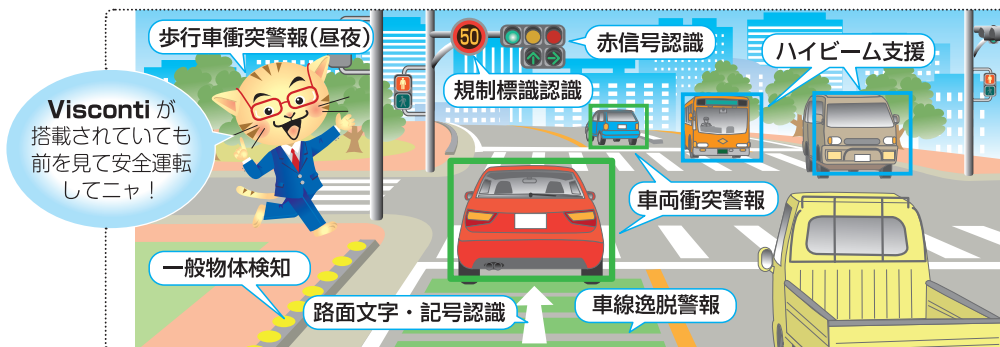 歩行車衝突警報(昼夜)
50
赤信号認識
ハイビーム支援
規制標識認識
Visconti が
搭載されていても
前を見て安全運転
してニャ!
車両衝突警報
一般物体検知
路面文字・記号認識
車線逸脱警報